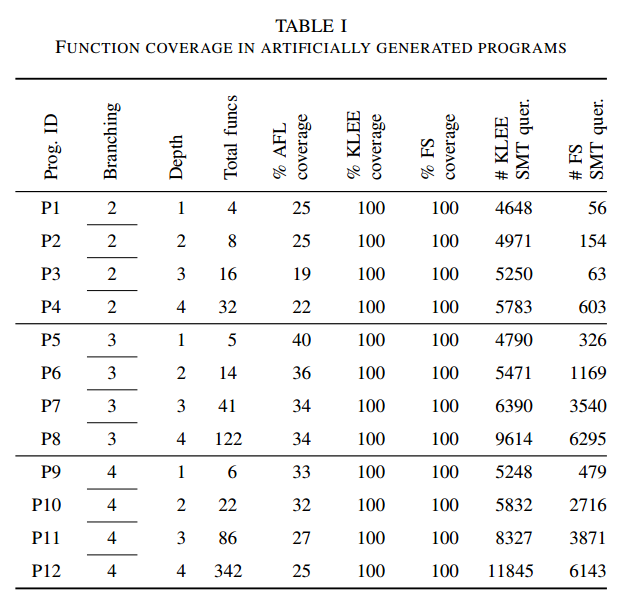 TABLE I
FUNCTION COVERAGE IN ARTIFICIALLY GENERATED PROGRAMS
Prog. ID Branching Depth Total funcs % AFL coverage % KLEE coverage % FS coverage # KLEE SMT quer. # FS SMT quer.
P1 2 1 4 25 100 100 4648 56
P2 2 2 8 25 100 100 4971 154
P3 2 3 16 19 100 100 5250 63
P4 2 4 32 22 100 100 5783 603
P5 3 1 5 40 100 100 4790 326
P6 3 2 14 36 100 100 5471 1169
P7 3 3 41 34 100 100 6390 3540
P8 3 4 122 34 100 100 9614 6295
P9 4 1 6 33 100 100 5248 479
P10 4 2 22 32 100 100 5832 2716
P11 4 3 86 27 100 100 8327 3871
P12 4 4 342 25 100 100 11845 6143